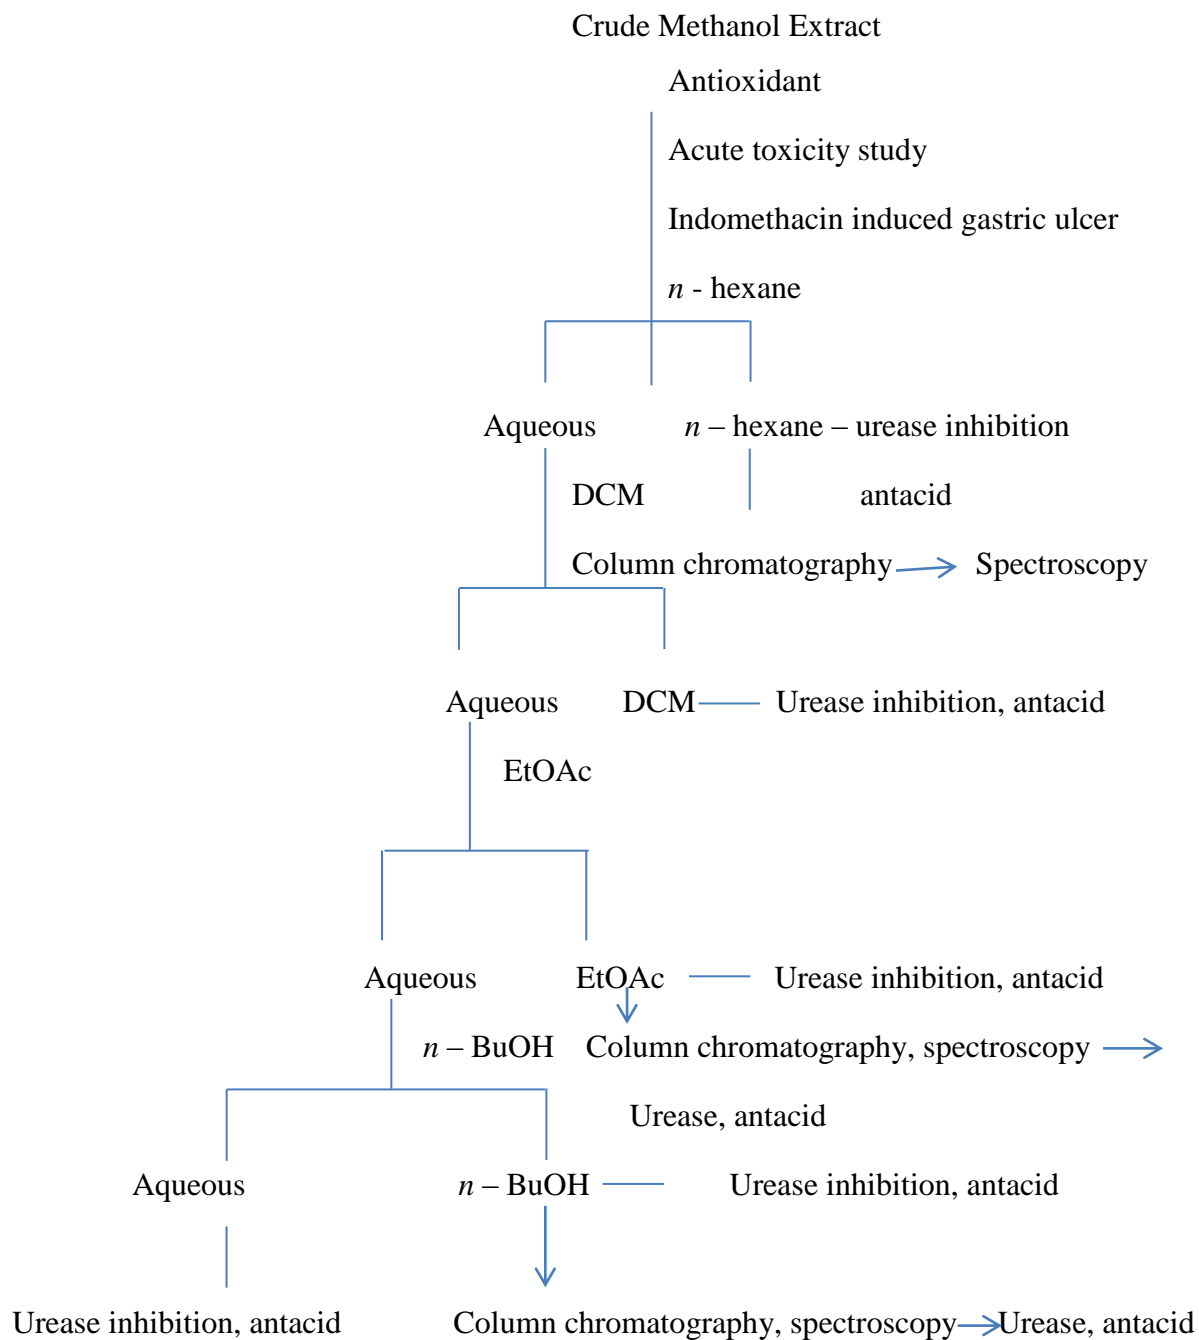 Crude Methanol Extract
Antioxidant
Acute toxicity study
Indomethacin induced gastric ulcer
n - hexane
Aqueous n – hexane – urease inhibition
DCM antacid
Column chromatography Spectroscopy
Aqueous DCM Urease inhibition, antacid
EtOAc
Aqueous EtOAc Urease inhibition, antacid
n – BuOH Column chromatography, spectroscopy
Urease, antacid
Aqueous n – BuOH Urease inhibition, antacid
Urease inhibition, antacid Column chromatography, spectroscopy Urease, antacid